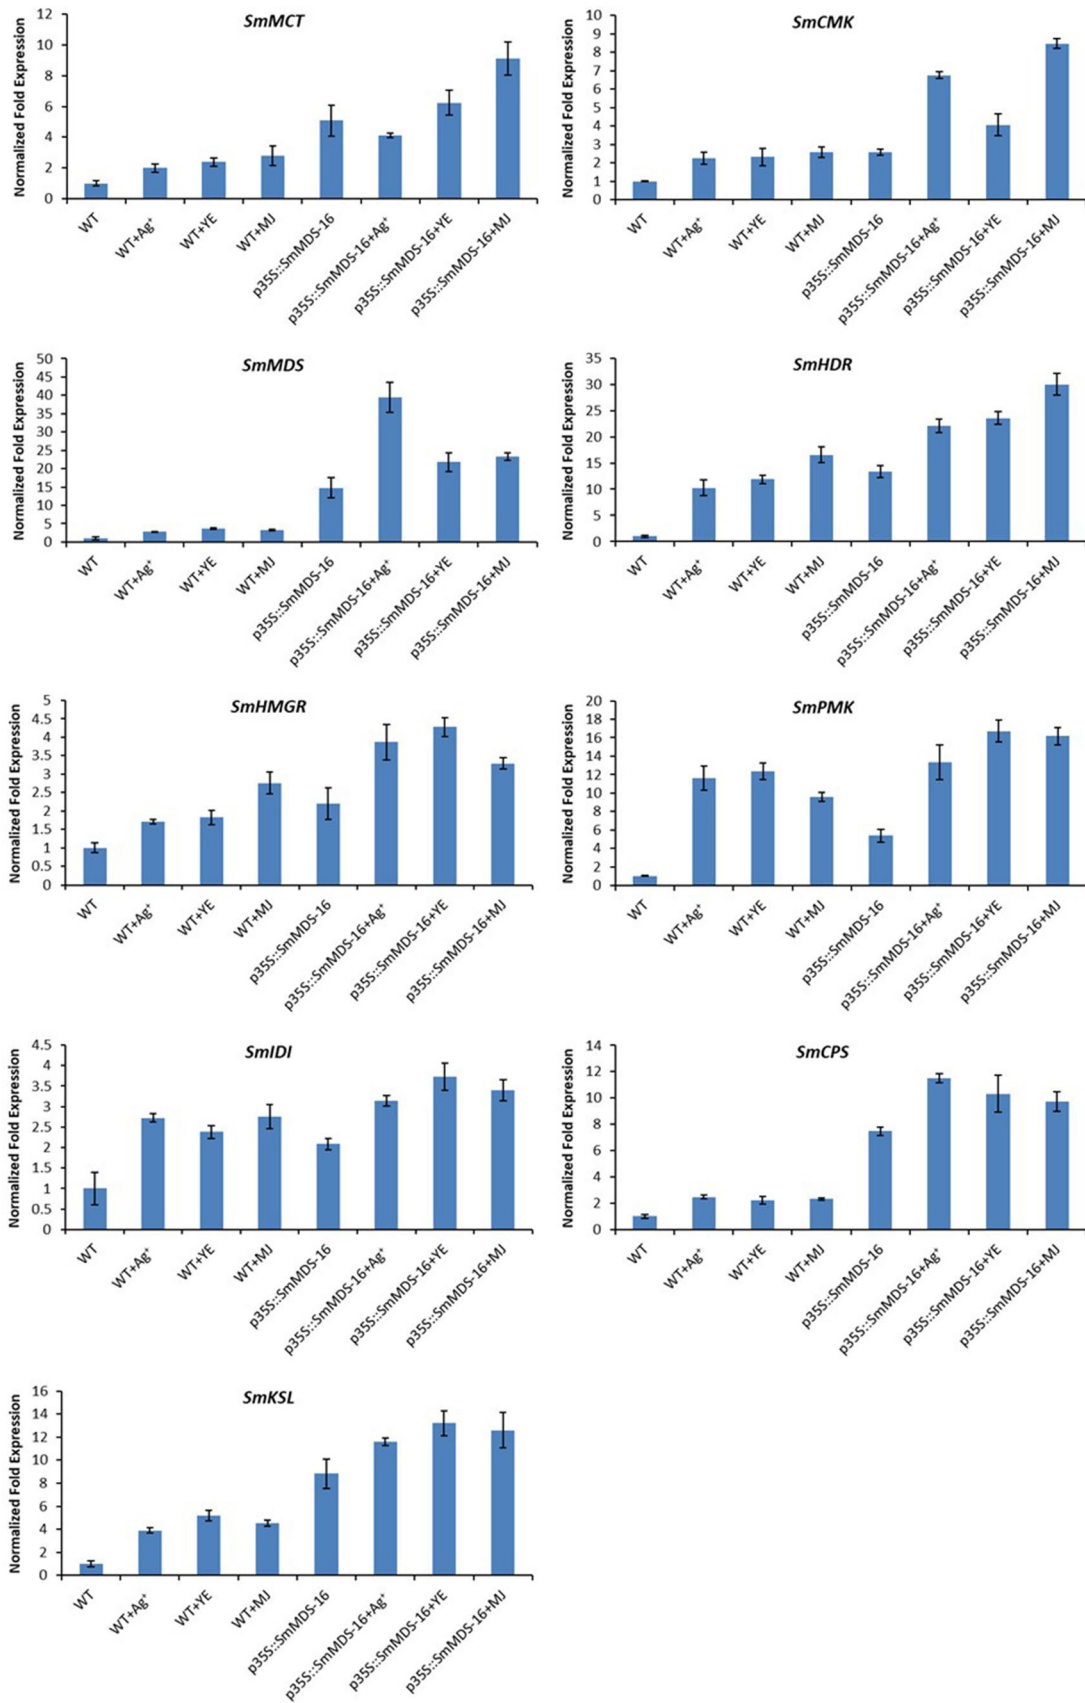 SmMCT
Normalized Fold Expression
12
10
8
6
4
2
0
WT
WT+Ag⁺
WT+YE
WT+MJ
p35S::SmMDS-16
p35S::SmMDS-16+Ag⁺
p35S::SmMDS-16+YE
p35S::SmMDS-16+MJ
SmCMK
Normalized Fold Expression
10
9
8
7
6
5
4
3
2
1
0
WT
WT+Ag⁺
WT+YE
WT+MJ
p35S::SmMDS-16
p35S::SmMDS-16+Ag⁺
p35S::SmMDS-16+YE
p35S::SmMDS-16+MJ
SmMDS
Normalized Fold Expression
50
45
40
35
30
25
20
15
10
5
0
WT
WT+Ag⁺
WT+YE
WT+MJ
p35S::SmMDS-16
p35S::SmMDS-16+Ag⁺
p35S::SmMDS-16+YE
p35S::SmMDS-16+MJ
SmHDR
Normalized Fold Expression
35
30
25
20
15
10
5
0
WT
WT+Ag⁺
WT+YE
WT+MJ
p35S::SmMDS-16
p35S::SmMDS-16+Ag⁺
p35S::SmMDS-16+YE
p35S::SmMDS-16+MJ
SmHMGR
Normalized Fold Expression
5
4.5
4
3.5
3
2.5
2
1.5
1
0.5
0
WT
WT+Ag⁺
WT+YE
WT+MJ
p35S::SmMDS-16
p35S::SmMDS-16+Ag⁺
p35S::SmMDS-16+YE
p35S::SmMDS-16+MJ
SmPMK
Normalized Fold Expression
20
18
16
14
12
10
8
6
4
2
0
WT
WT+Ag⁺
WT+YE
WT+MJ
p35S::SmMDS-16
p35S::SmMDS-16+Ag⁺
p35S::SmMDS-16+YE
p35S::SmMDS-16+MJ
SmIDI
Normalized Fold Expression
4.5
4
3.5
3
2.5
2
1.5
1
0.5
0
WT
WT+Ag⁺
WT+YE
WT+MJ
p35S::SmMDS-16
p35S::SmMDS-16+Ag⁺
p35S::SmMDS-16+YE
p35S::SmMDS-16+MJ
SmCPS
Normalized Fold Expression
14
12
10
8
6
4
2
0
WT
WT+Ag⁺
WT+YE
WT+MJ
p35S::SmMDS-16
p35S::SmMDS-16+Ag⁺
p35S::SmMDS-16+YE
p35S::SmMDS-16+MJ
SmKSL
Normalized Fold Expression
16
14
12
10
8
6
4
2
0
WT
WT+Ag⁺
WT+YE
WT+MJ
p35S::SmMDS-16
p35S::SmMDS-16+Ag⁺
p35S::SmMDS-16+YE
p35S::SmMDS-16+MJ